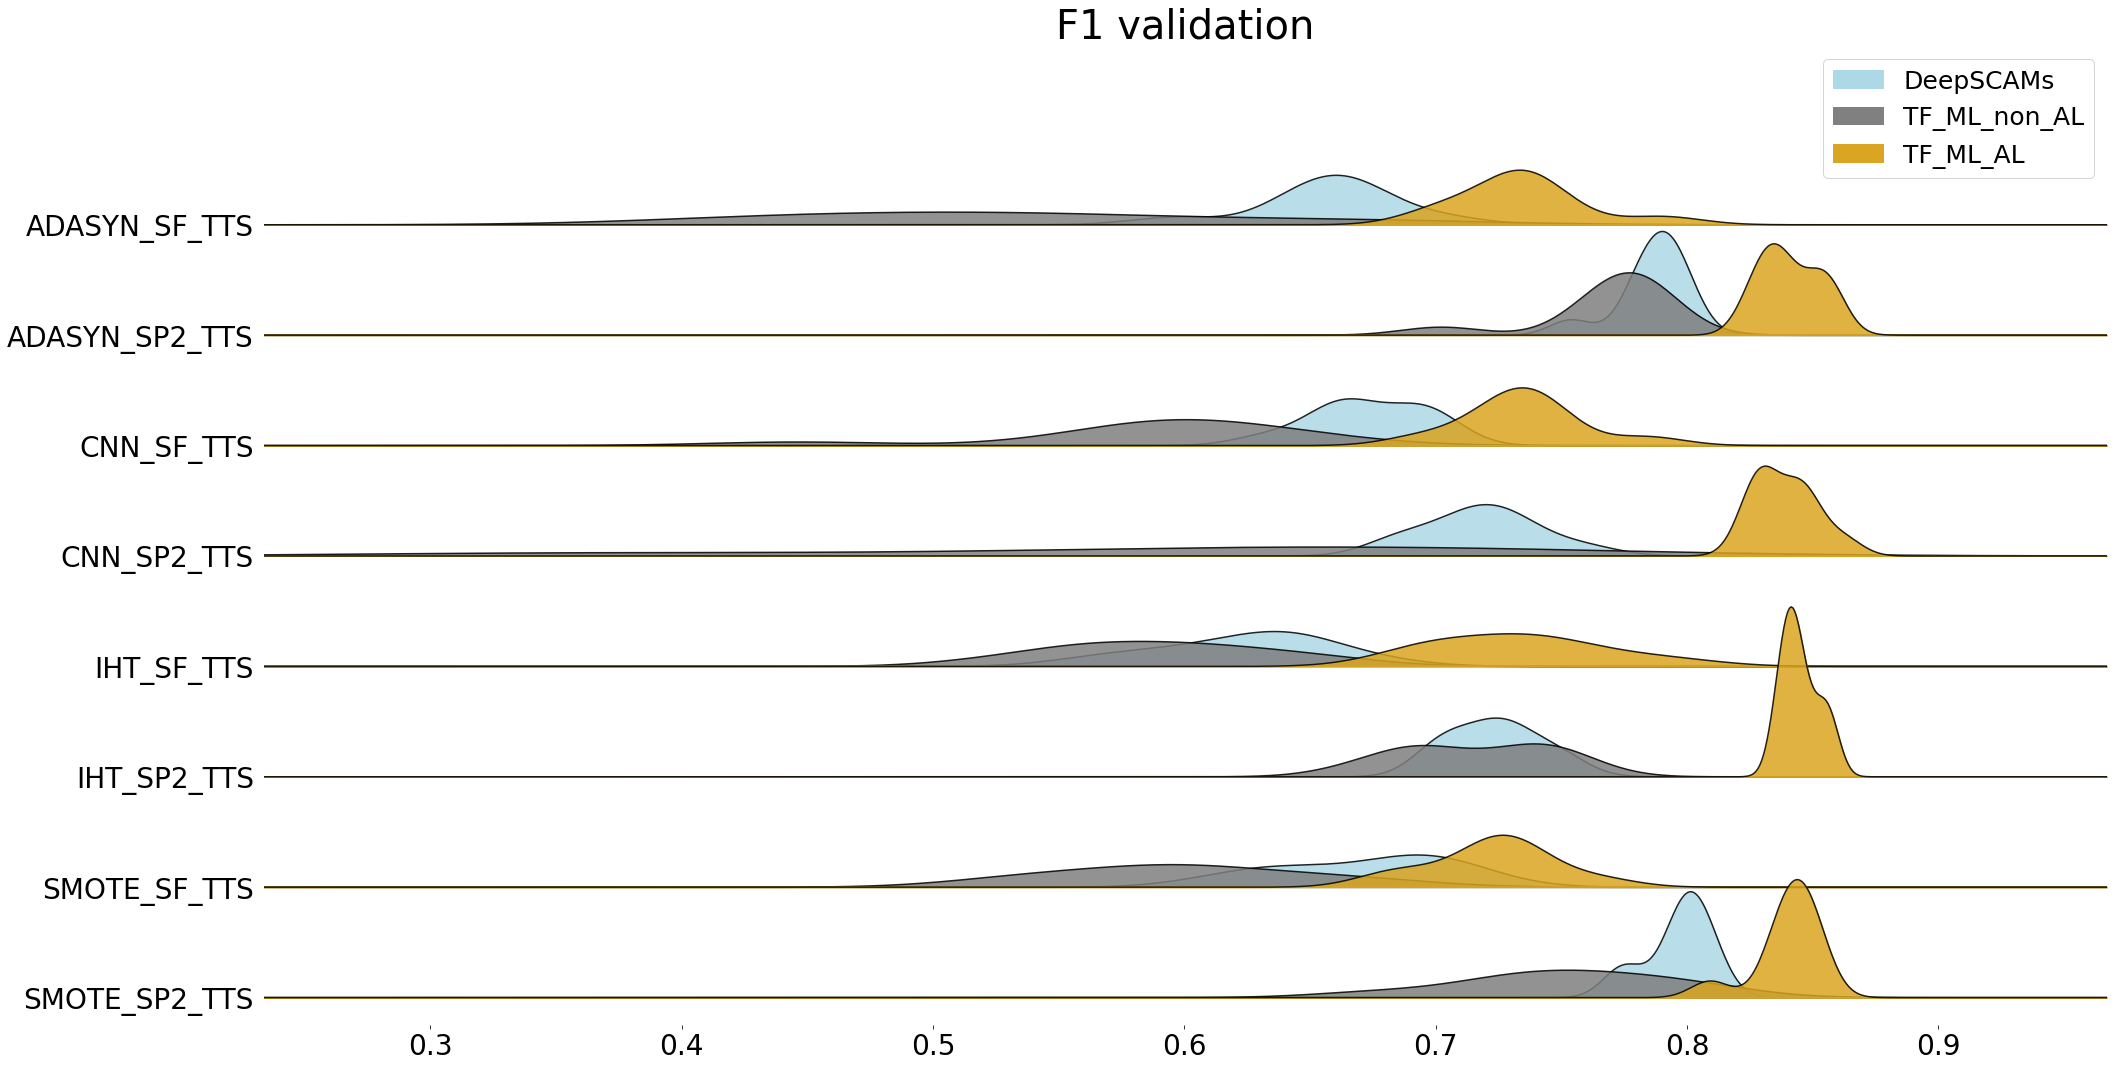 F1 validation
DeepSCAMs
TF_ML_non_AL
TF_ML_AL
ADASYN_SF_TTS
ADASYN_SP2_TTS
CNN_SF_TTS
CNN_SP2_TTS
IHT_SF_TTS
IHT_SP2_TTS
SMOTE_SF_TTS
SMOTE_SP2_TTS
0.3 0.4 0.5 0.6 0.7 0.8 0.9